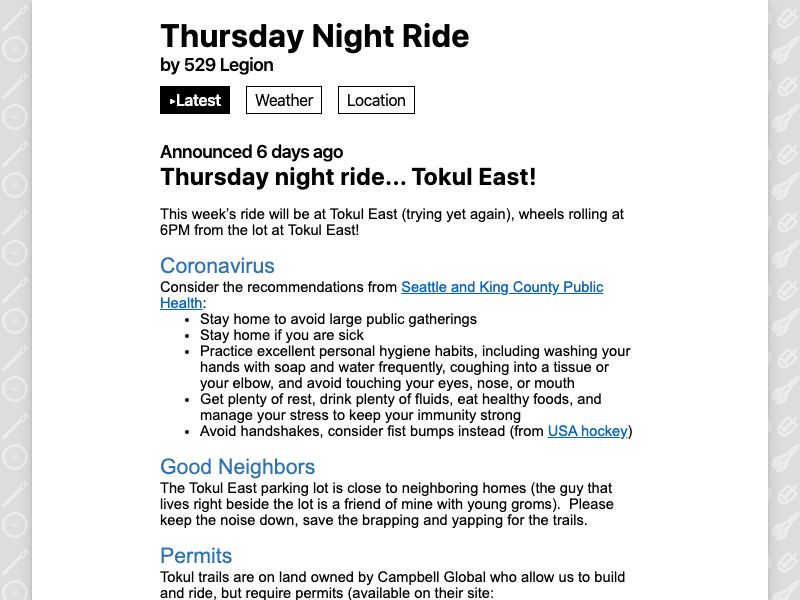 Thursday Night Ride
by 529 Legion
▸Latest
Weather
Location
Announced 6 days ago
Thursday night ride... Tokul East!
This week’s ride will be at Tokul East (trying yet again), wheels rolling at
6PM from the lot at Tokul East!
Coronavirus
Consider the recommendations from Seattle and King County Public
Health:
• Stay home to avoid large public gatherings
• Stay home if you are sick
• Practice excellent personal hygiene habits, including washing your
hands with soap and water frequently, coughing into a tissue or
your elbow, and avoid touching your eyes, nose, or mouth
• Get plenty of rest, drink plenty of fluids, eat healthy foods, and
manage your stress to keep your immunity strong
• Avoid handshakes, consider fist bumps instead (from USA hockey)
Good Neighbors
The Tokul East parking lot is close to neighboring homes (the guy that
lives right beside the lot is a friend of mine with young groms).  Please
keep the noise down, save the brapping and yapping for the trails.
Permits
Tokul trails are on land owned by Campbell Global who allow us to build
and ride, but require permits (available on their site: